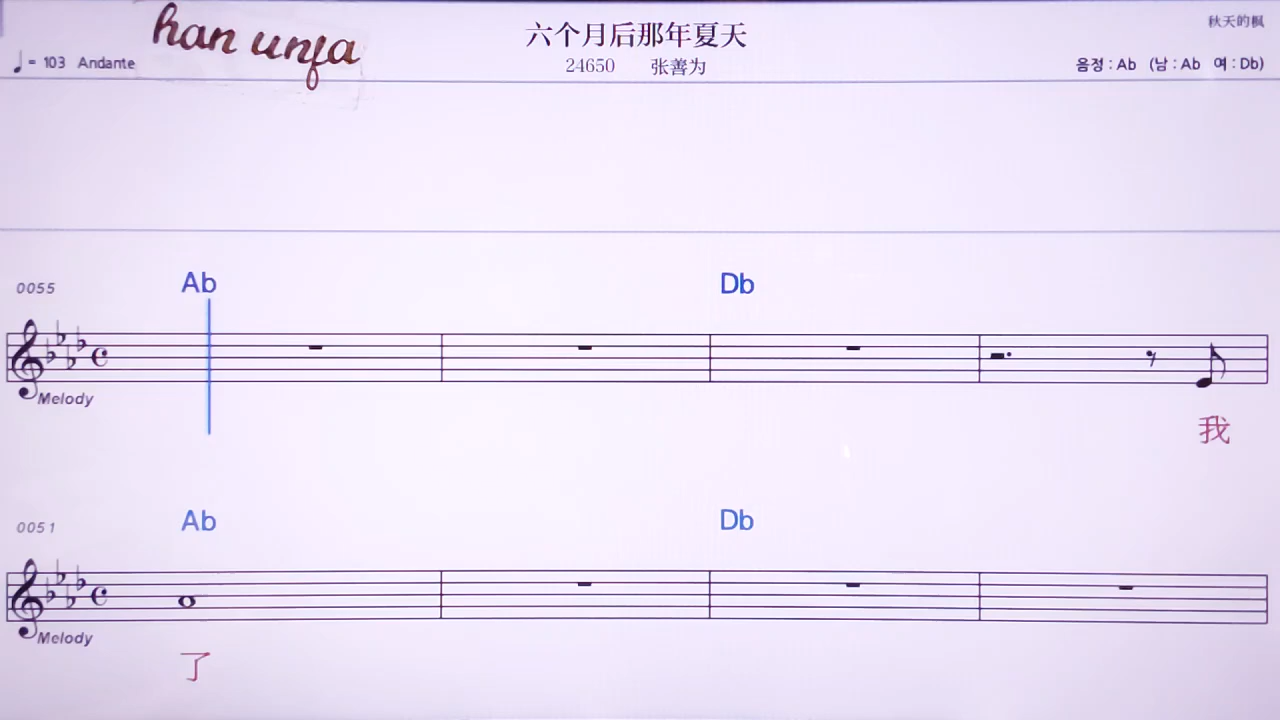 han unfa
六个月后那年夏天
秋天的枫
♩= 103 Andante
24650 张善为
음정 : Ab (남 : Ab 여 : Db)
0055
Ab Db
Melody
我
0051
Ab Db
Melody
了